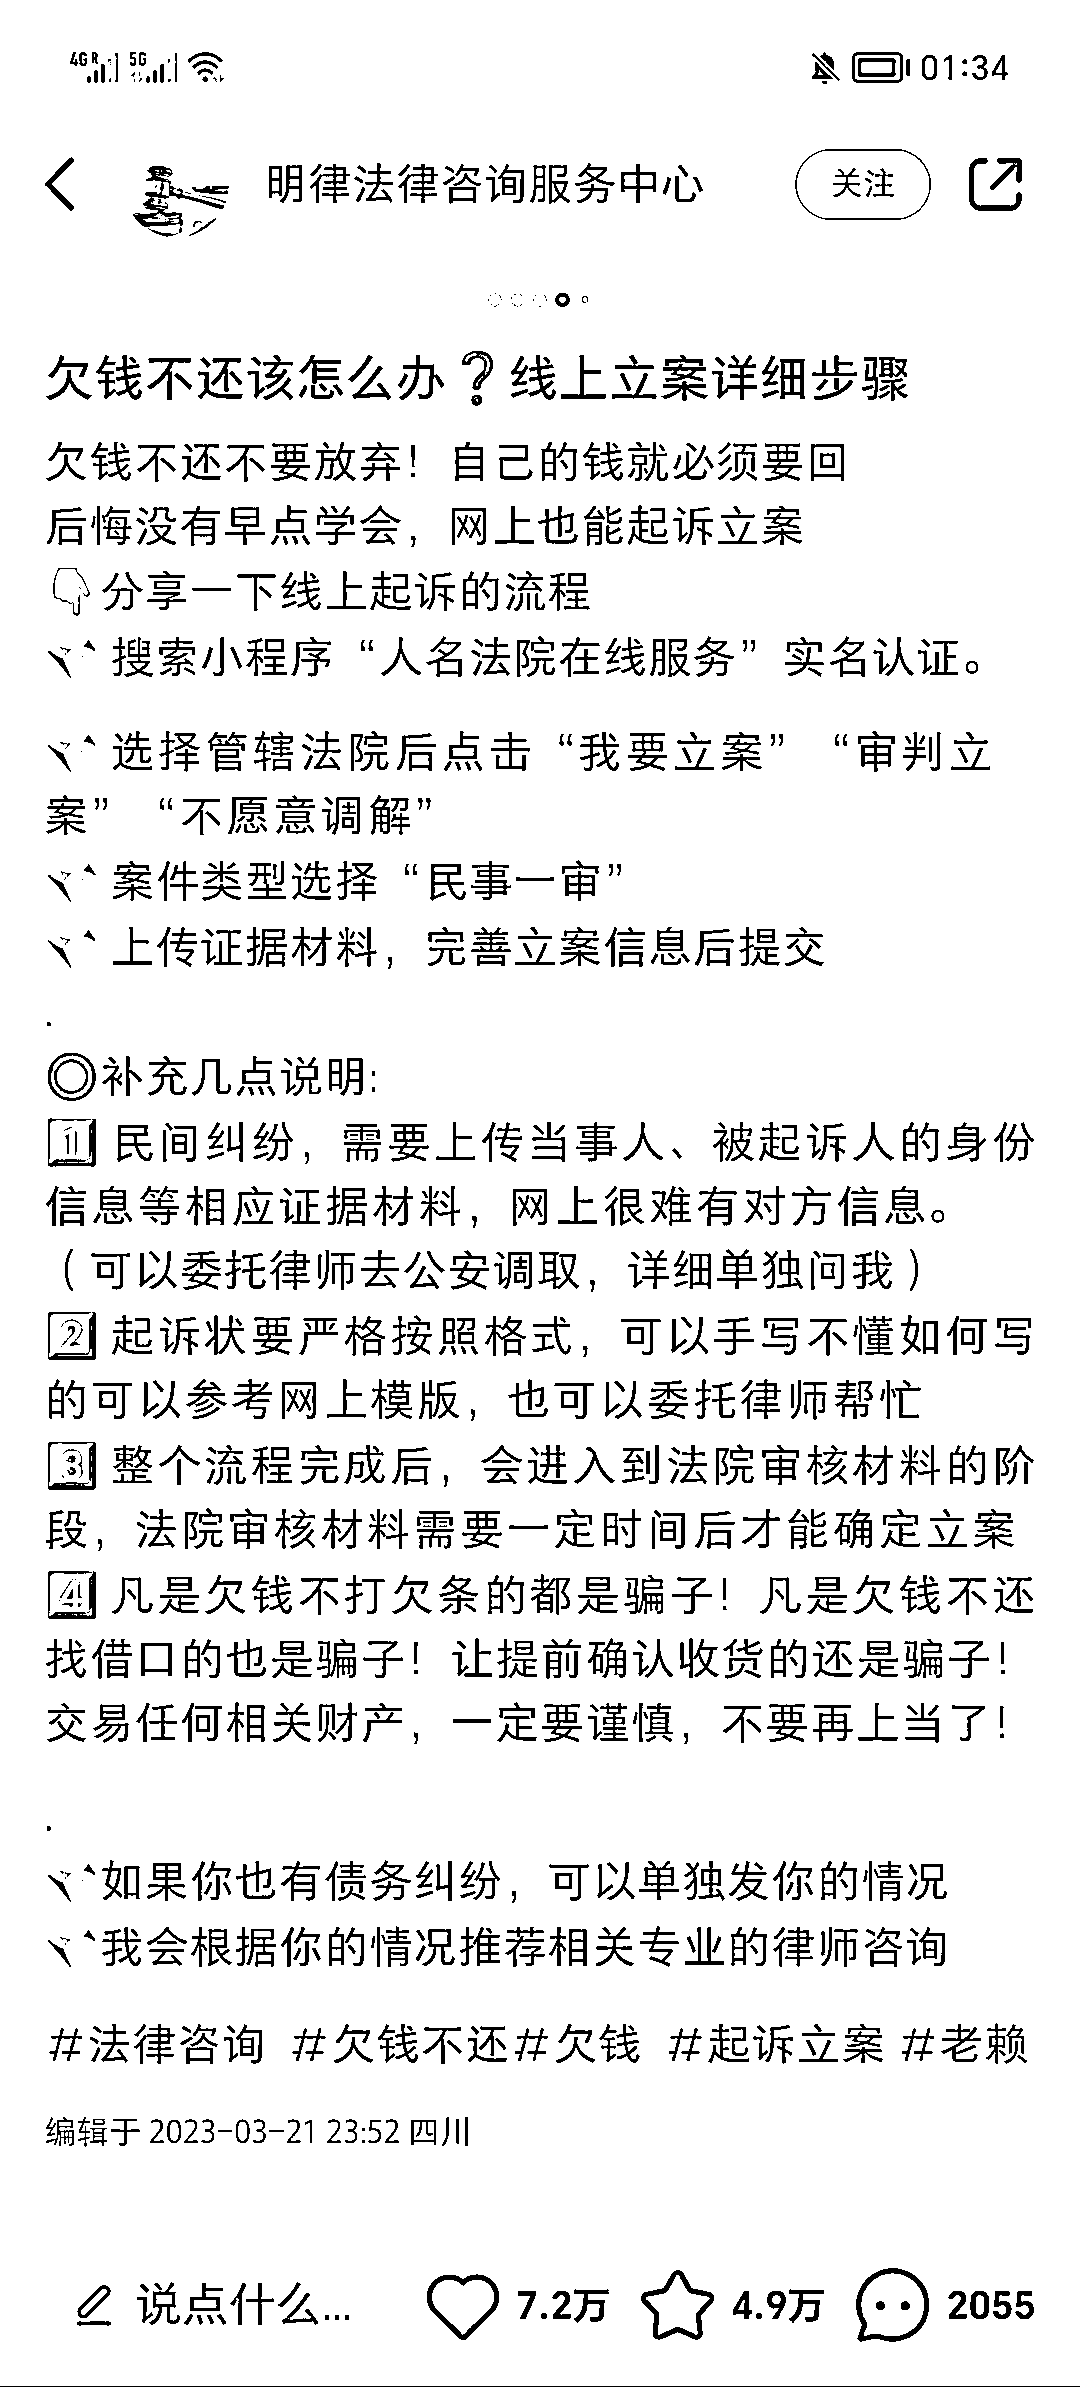 4G R 5G 01:34
明律法律咨询服务中心 关注
欠钱不还该怎么办❓线上立案详细步骤
欠钱不还不要放弃！自己的钱就必须要回
后悔没有早点学会，网上也能起诉立案
👇分享一下线上起诉的流程
搜索小程序“人名法院在线服务”实名认证。
选择管辖法院后点击“我要立案”“审判立
案”“不愿意调解”
案件类型选择“民事一审”
上传证据材料，完善立案信息后提交
.
◎补充几点说明:
1️⃣ 民间纠纷，需要上传当事人、被起诉人的身份
信息等相应证据材料，网上很难有对方信息。
（可以委托律师去公安调取，详细单独问我）
2️⃣ 起诉状要严格按照格式，可以手写不懂如何写
的可以参考网上模版，也可以委托律师帮忙
3️⃣ 整个流程完成后，会进入到法院审核材料的阶
段，法院审核材料需要一定时间后才能确定立案
4️⃣ 凡是欠钱不打欠条的都是骗子！凡是欠钱不还
找借口的也是骗子！让提前确认收货的还是骗子！
交易任何相关财产，一定要谨慎，不要再上当了！
.
如果你也有债务纠纷，可以单独发你的情况
我会根据你的情况推荐相关专业的律师咨询
#法律咨询 #欠钱不还#欠钱 #起诉立案 #老赖
编辑于 2023-03-21 23:52 四川
说点什么... 7.2万 4.9万 2055